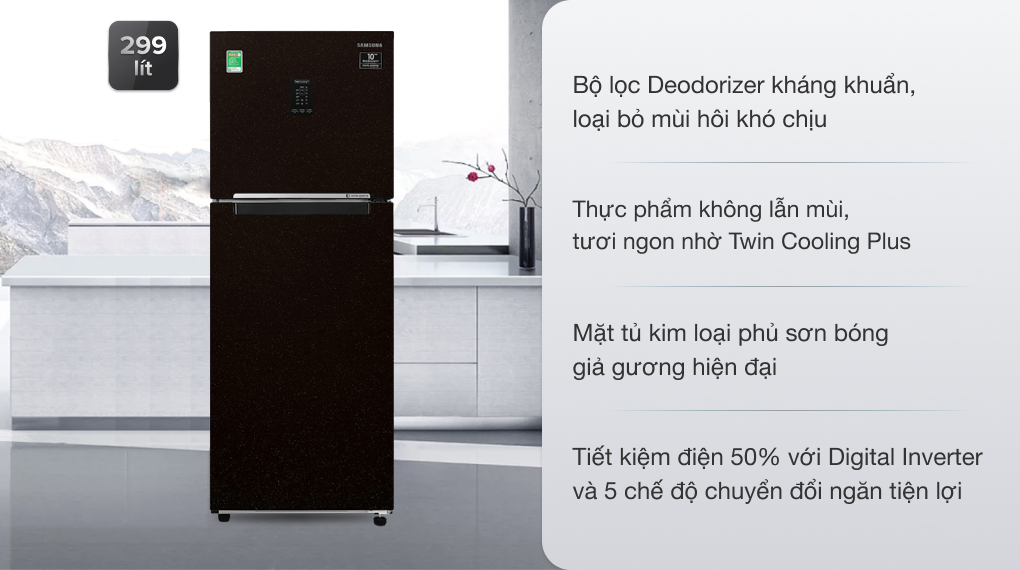 299
lít
SAMSUNG
10
Bộ lọc Deodorizer kháng khuẩn,
loại bỏ mùi hôi khó chịu
Thực phẩm không lẫn mùi,
tươi ngon nhờ Twin Cooling Plus
Mặt tủ kim loại phủ sơn bóng
giả gương hiện đại
Tiết kiệm điện 50% với Digital Inverter
và 5 chế độ chuyển đổi ngăn tiện lợi